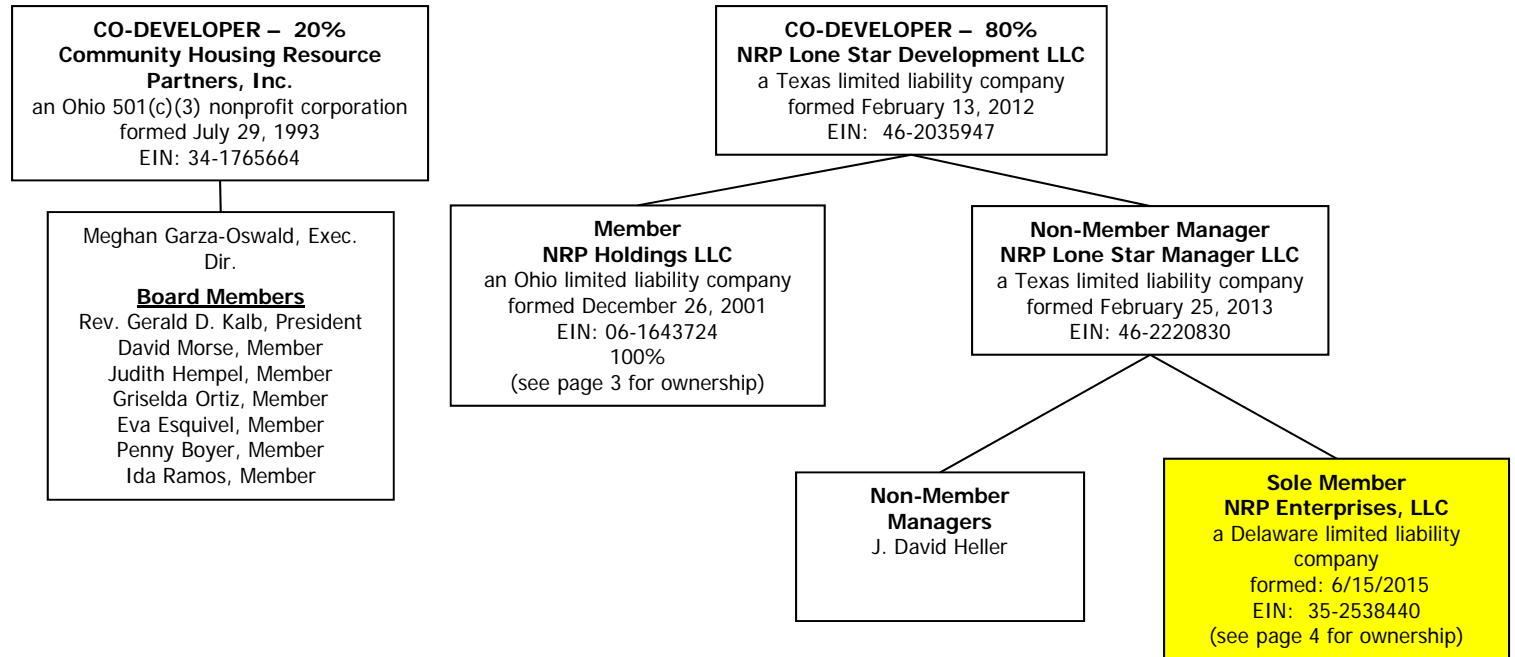 CO-DEVELOPER – 20%
Community Housing Resource
Partners, Inc.
an Ohio 501(c)(3) nonprofit corporation
formed July 29, 1993
EIN: 34-1765664
Meghan Garza-Oswald, Exec.
Dir.
Board Members
Rev. Gerald D. Kalb, President
David Morse, Member
Judith Hempel, Member
Griselda Ortiz, Member
Eva Esquivel, Member
Penny Boyer, Member
Ida Ramos, Member
CO-DEVELOPER – 80%
NRP Lone Star Development LLC
a Texas limited liability company
formed February 13, 2012
EIN: 46-2035947
Member
NRP Holdings LLC
an Ohio limited liability company
formed December 26, 2001
EIN: 06-1643724
100%
(see page 3 for ownership)
Non-Member Manager
NRP Lone Star Manager LLC
a Texas limited liability company
formed February 25, 2013
EIN: 46-2220830
Non-Member
Managers
J. David Heller
Sole Member
NRP Enterprises, LLC
a Delaware limited liability
company
formed: 6/15/2015
EIN: 35-2538440
(see page 4 for ownership)